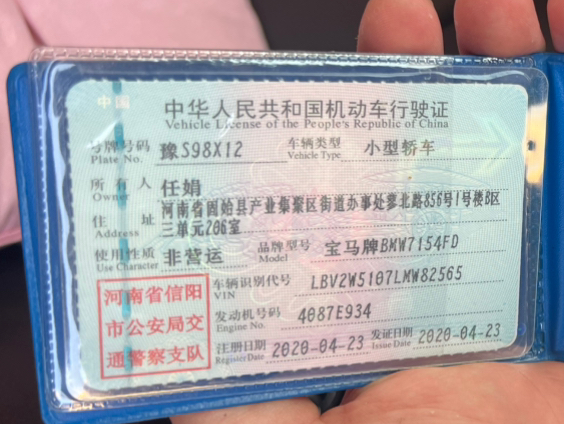 中国
中华人民共和国机动车行驶证
Vehicle License of the People's Republic of China
号牌号码 豫S98X12 车辆类型 小型轿车
Plate No. Vehicle Type
所有人 任娟
Owner
住址 河南省固始县产业集聚区街道办事处蓼北路856号1号楼B区
Address 三单元206室
使用性质 非营运 品牌型号 宝马牌BMW7154FD
Use Character Model
河南省信阳
市公安局交
通警察支队
车辆识别代号 LBV2W5107LMW82565
VIN
发动机号码 4087E934
Engine No.
注册日期 2020-04-23 发证日期 2020-04-23
Register Date Issue Date